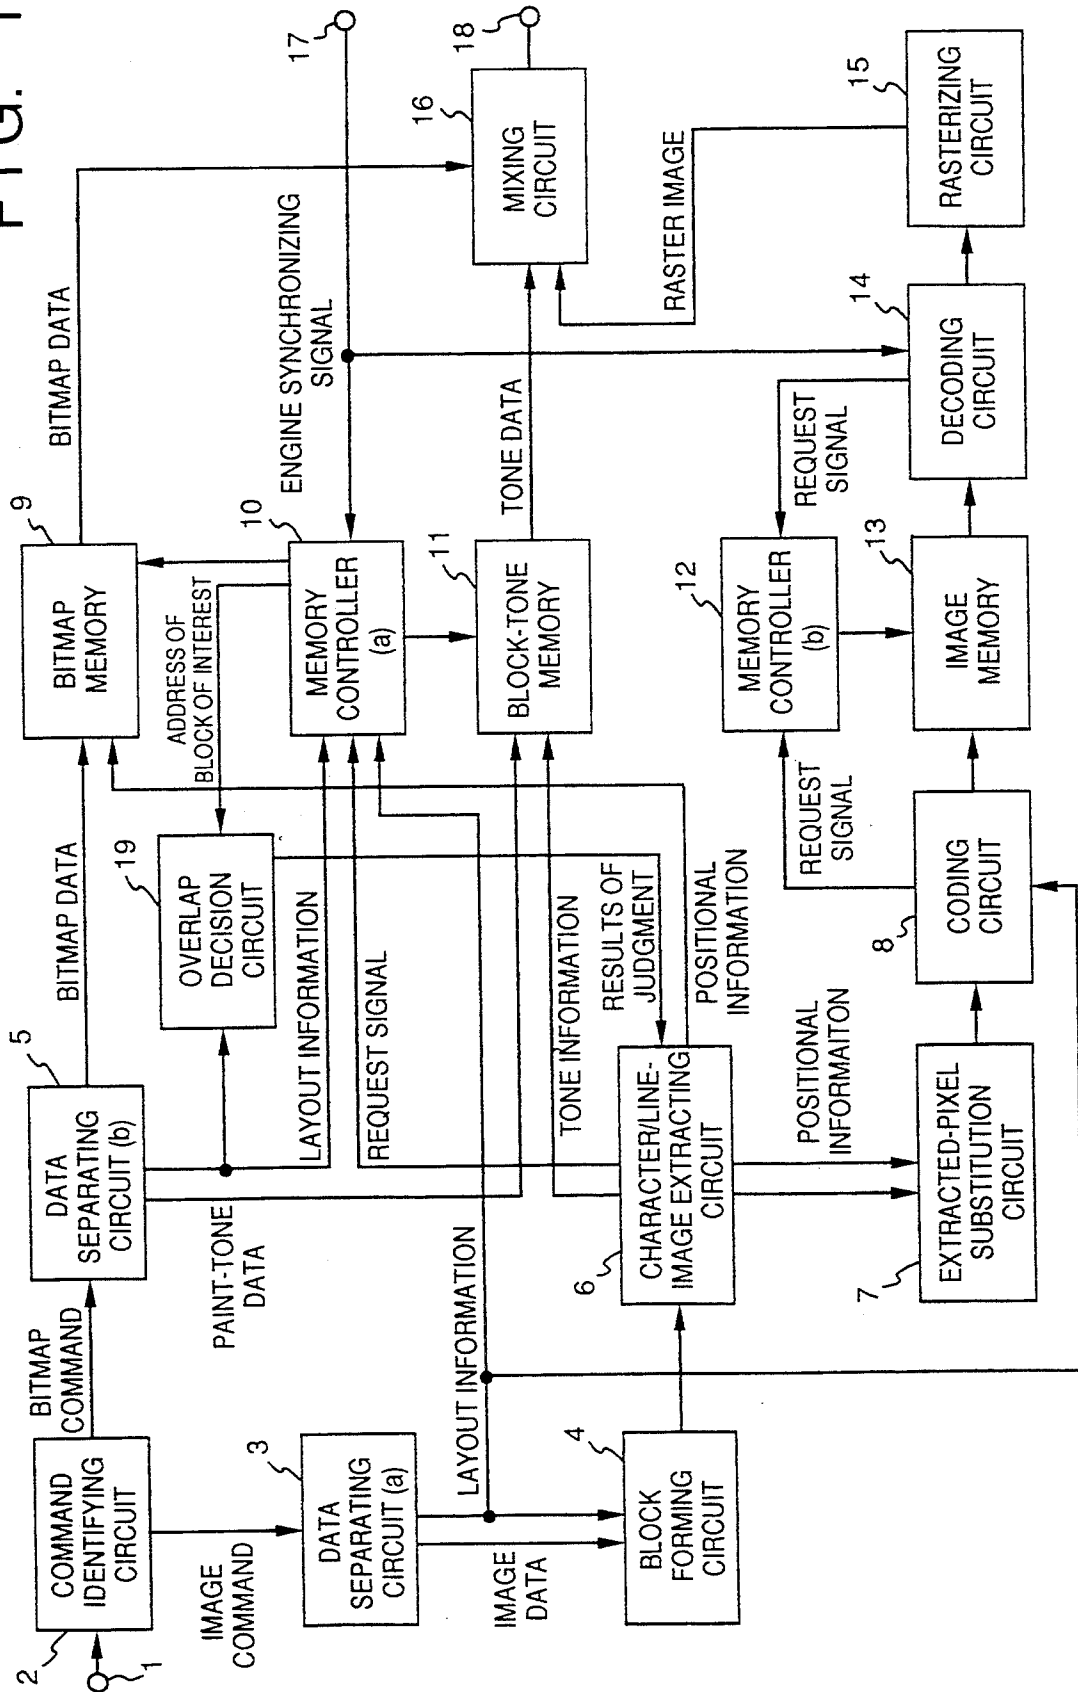 FIG. 1
1
2
COMMAND
IDENTIFYING
CIRCUIT
BITMAP
COMMAND
5
DATA
SEPARATING
CIRCUIT (b)
BITMAP DATA
9
BITMAP
MEMORY
BITMAP DATA
PAINT-TONE
DATA
19
OVERLAP
DECISION
CIRCUIT
ADDRESS OF
BLOCK OF INTEREST
IMAGE
COMMAND
3
DATA
SEPARATING
CIRCUIT (a)
LAYOUT INFORMATION
LAYOUT INFORMATION
REQUEST SIGNAL
10
MEMORY
CONTROLLER
(a)
ENGINE SYNCHRONIZING
SIGNAL
17
IMAGE
DATA
TONE INFORMATION
RESULTS OF
JUDGMENT
11
BLOCK-TONE
MEMORY
TONE DATA
16
MIXING
CIRCUIT
18
4
BLOCK
FORMING
CIRCUIT
6
CHARACTER/LINE-
IMAGE EXTRACTING
CIRCUIT
POSITIONAL
INFORMATION
RASTER IMAGE
12
MEMORY
CONTROLLER
(b)
REQUEST
SIGNAL
REQUEST
SIGNAL
POSITIONAL
INFORMAITON
7
EXTRACTED-PIXEL
SUBSTITUTION
CIRCUIT
8
CODING
CIRCUIT
13
IMAGE
MEMORY
14
DECODING
CIRCUIT
15
RASTERIZING
CIRCUIT